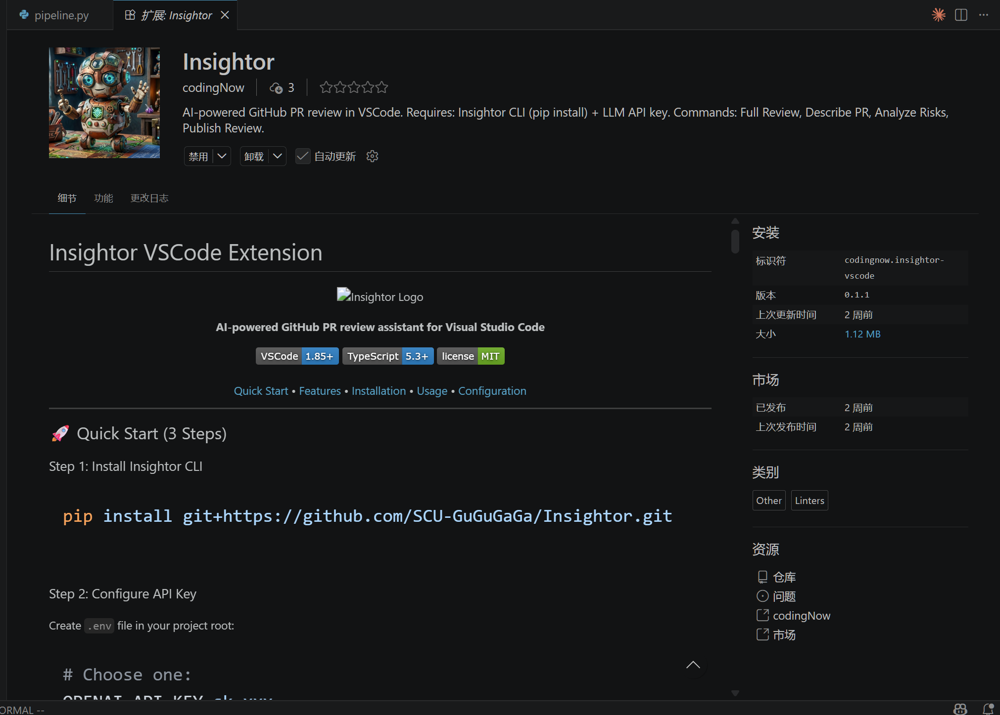 pipeline.py
扩展: Insightor
Insightor
codingNow
3
AI-powered GitHub PR review in VSCode. Requires: Insightor CLI (pip install) + LLM API key. Commands: Full Review, Describe PR, Analyze Risks,
Publish Review.
禁用
卸载
自动更新
细节
功能
更改日志
Insightor VSCode Extension
Insightor Logo
AI-powered GitHub PR review assistant for Visual Studio Code
VSCode 1.85+
TypeScript 5.3+
license MIT
Quick Start • Features • Installation • Usage • Configuration
🚀 Quick Start (3 Steps)
Step 1: Install Insightor CLI
pip install git+https://github.com/SCU-GuGuGaGa/Insightor.git
Step 2: Configure API Key
Create .env file in your project root:
# Choose one:
安装
标识符 codingnow.insightor-
vscode
版本 0.1.1
上次更新时间 2 周前
大小 1.12 MB
市场
已发布 2 周前
上次发布时间 2 周前
类别
Other
Linters
资源
仓库
问题
codingNow
市场
ORMAL --